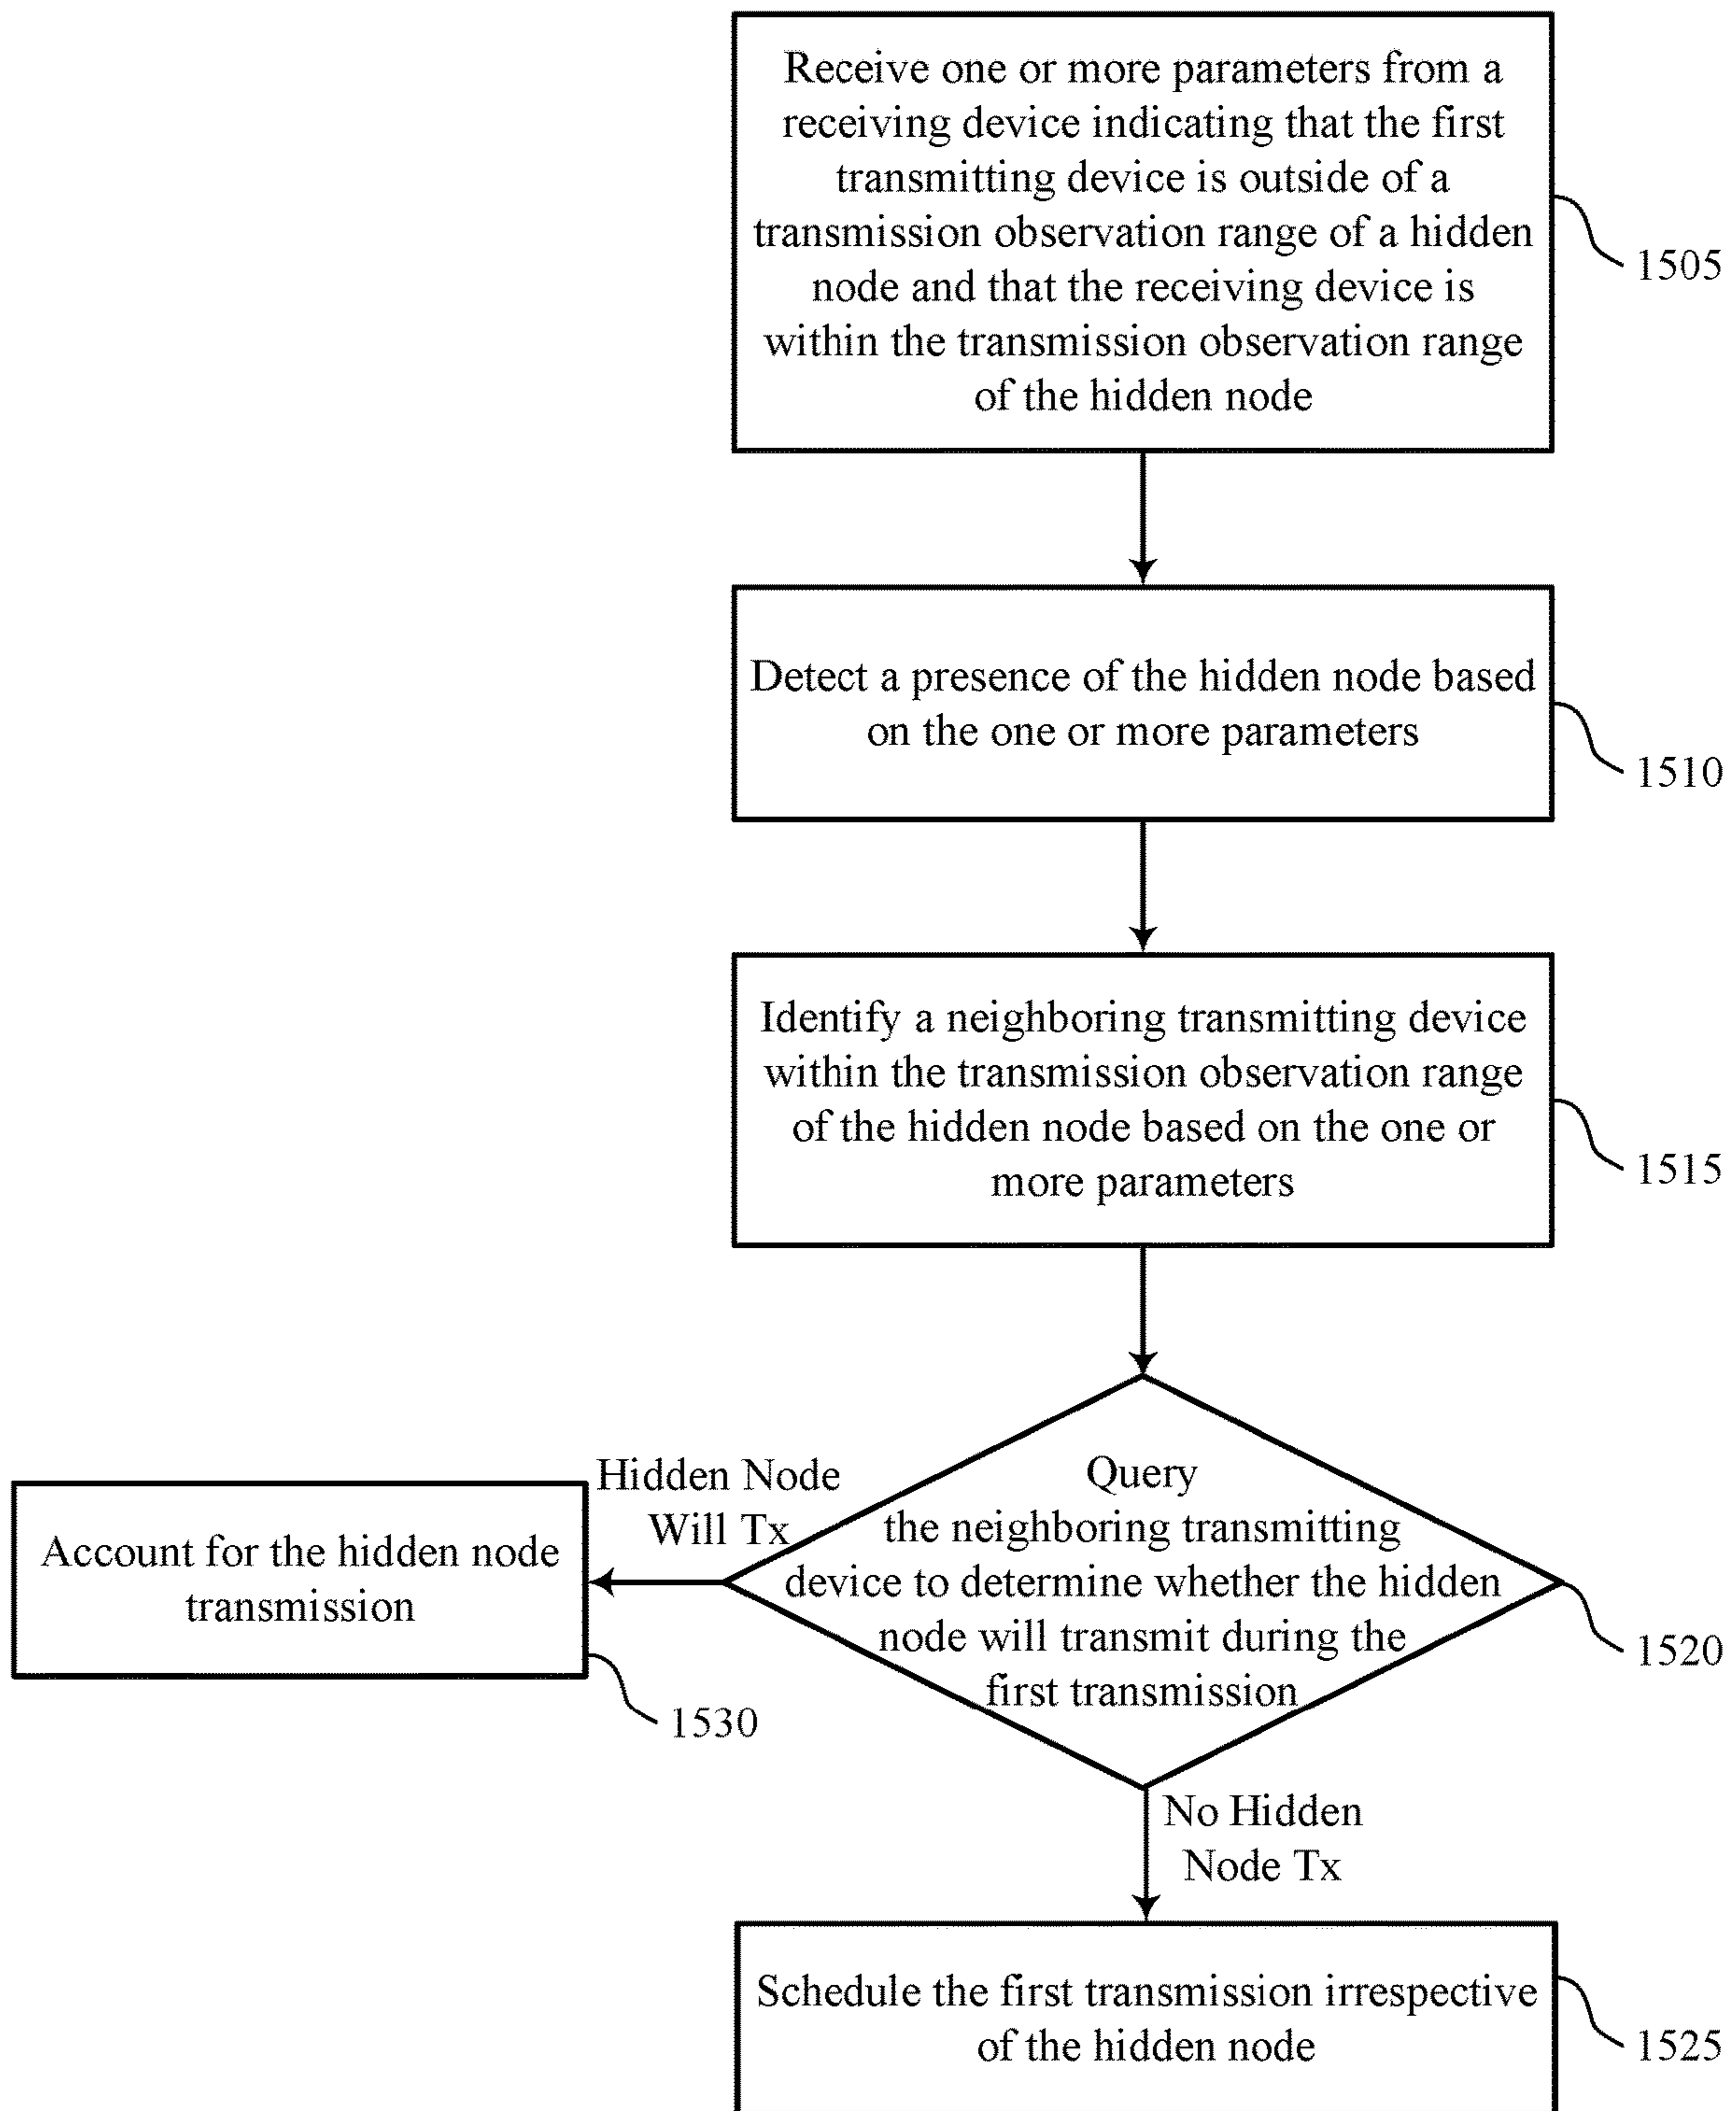 Receive one or more parameters from a
receiving device indicating that the first
transmitting device is outside of a
transmission observation range of a hidden
node and that the receiving device is
within the transmission observation range
of the hidden node
1505
Detect a presence of the hidden node based
on the one or more parameters
1510
Identify a neighboring transmitting device
within the transmission observation range
of the hidden node based on the one or
more parameters
1515
Query
the neighboring transmitting
device to determine whether the hidden
node will transmit during the
first transmission
1520
Hidden Node
Will Tx
Account for the hidden node
transmission
1530
No Hidden
Node Tx
Schedule the first transmission irrespective
of the hidden node
1525